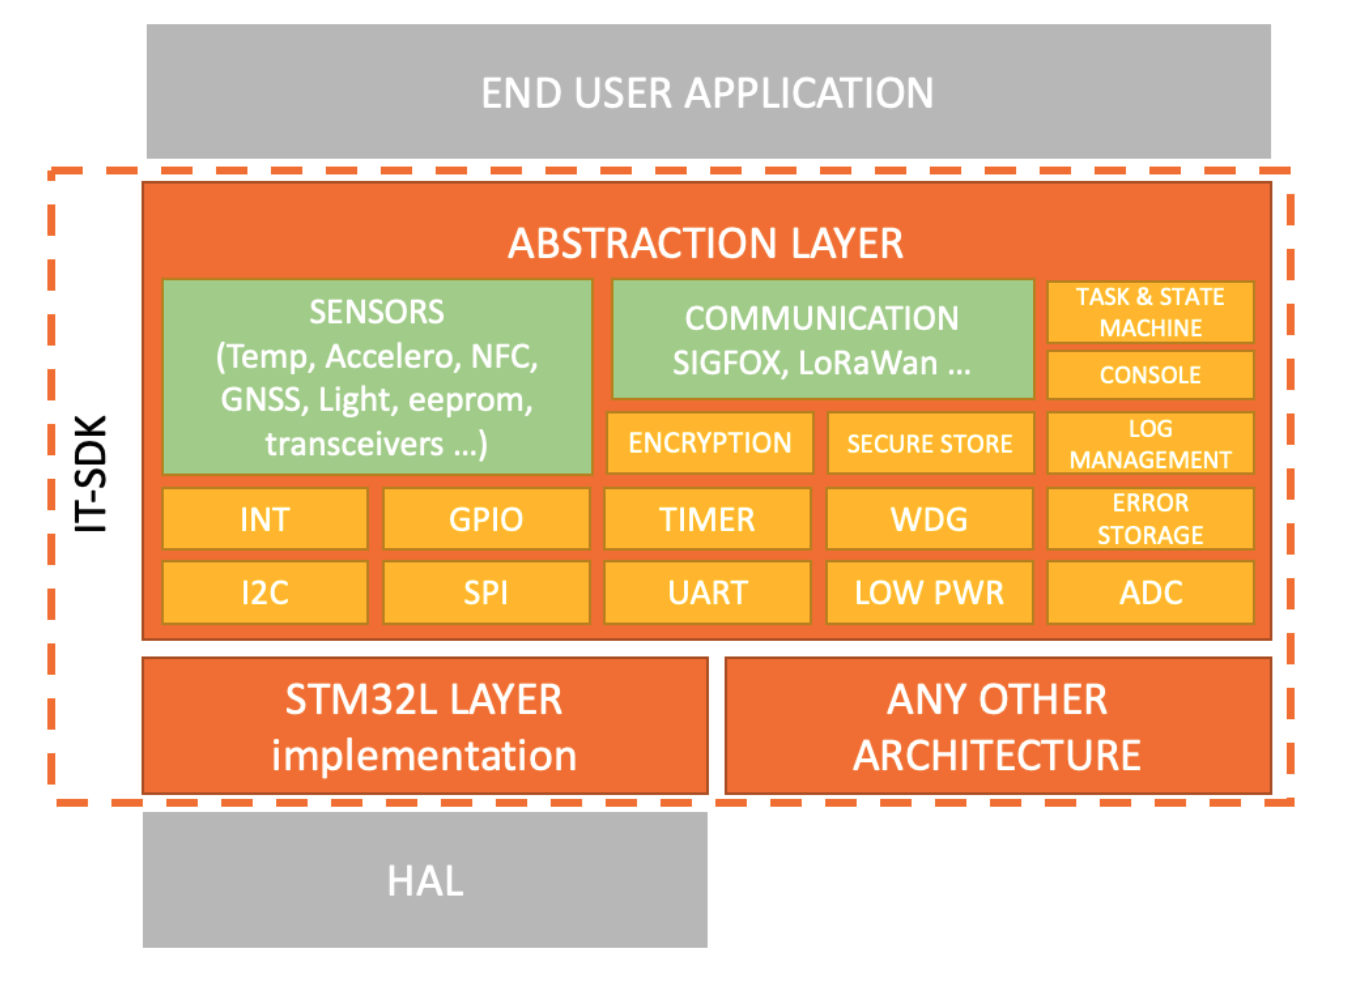 END USER APPLICATION
IT-SDK
ABSTRACTION LAYER
SENSORS
(Temp, Accelero, NFC,
GNSS, Light, eeprom,
transceivers ...)
COMMUNICATION
SIGFOX, LoRaWan ...
TASK & STATE
MACHINE
CONSOLE
ENCRYPTION
SECURE STORE
LOG
MANAGEMENT
INT
GPIO
TIMER
WDG
ERROR
STORAGE
I2C
SPI
UART
LOW PWR
ADC
STM32L LAYER
implementation
ANY OTHER
ARCHITECTURE
HAL